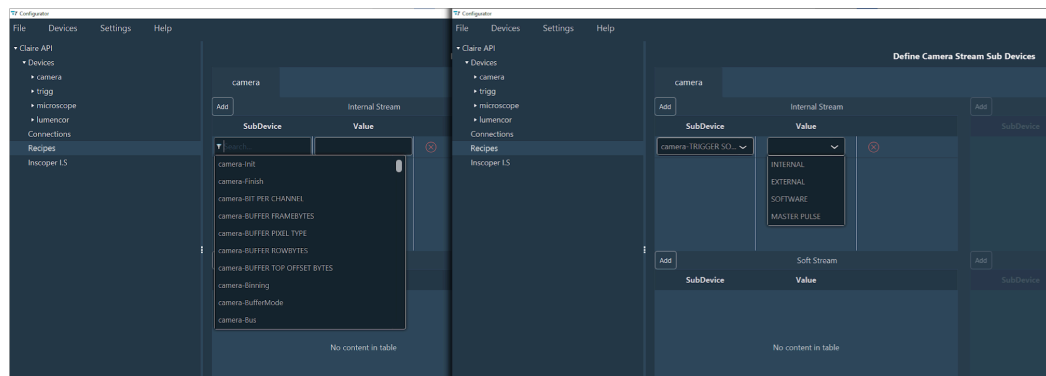 Configurator
File Devices Settings Help
Claire API
Devices
camera
trigg
microscope
lumencor
Connections
Recipes
Inscoper I.S
camera
Add
Internal Stream
SubDevice Value
Search...
camera-Init
camera-Finish
camera-BIT PER CHANNEL
camera-BUFFER FRAMEBYTES
camera-BUFFER PIXEL TYPE
camera-BUFFER ROWBYTES
camera-BUFFER TOP OFFSET BYTES
camera-Binning
camera-BufferMode
camera-Bus
No content in table
Configurator
File Devices Settings Help
Claire API
Devices
camera
trigg
microscope
lumencor
Connections
Recipes
Inscoper I.S
Define Camera Stream Sub Devices
camera
Add
Internal Stream
Add
SubDevice Value
SubDevice
camera-TRIGGER SO...
INTERNAL
EXTERNAL
SOFTWARE
MASTER PULSE
Add
Soft Stream
Add
SubDevice Value
SubDevice
No content in table